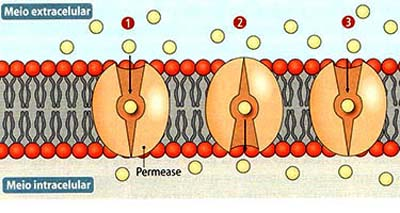 Meio extracelular
1
2
3
Permease
Meio intracelular